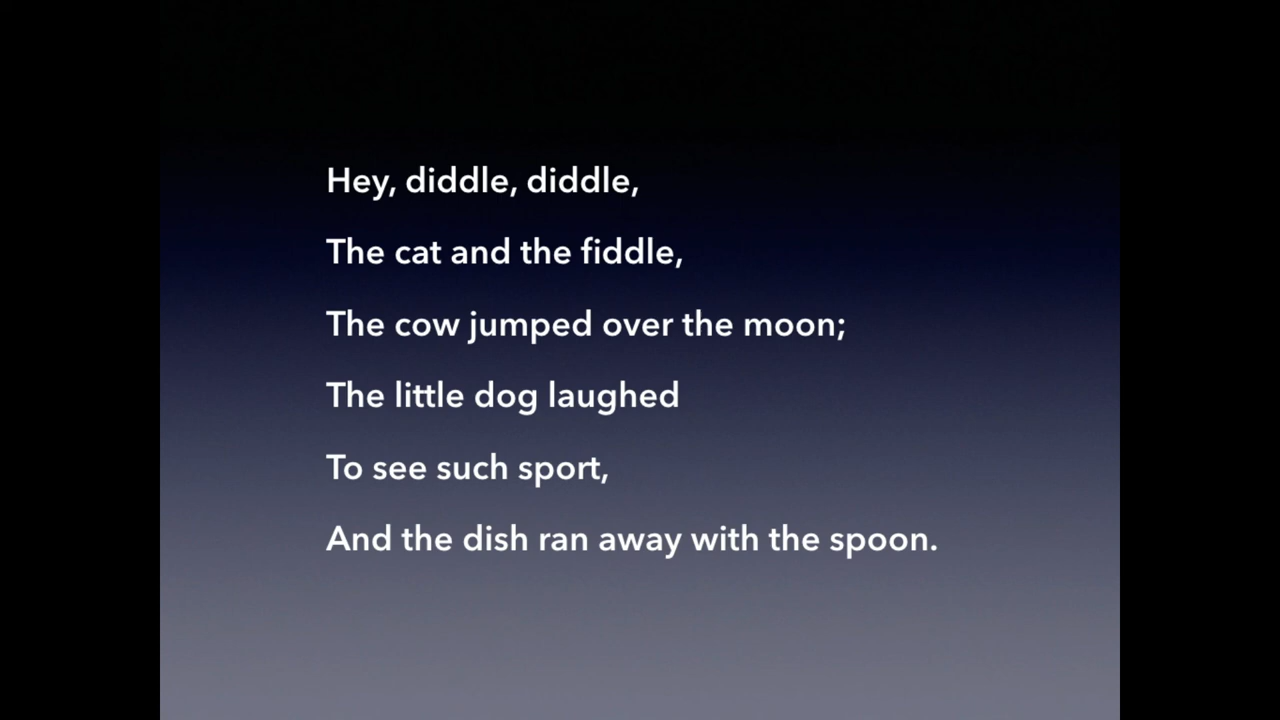 Hey, diddle, diddle,
The cat and the fiddle,
The cow jumped over the moon;
The little dog laughed
To see such sport,
And the dish ran away with the spoon.